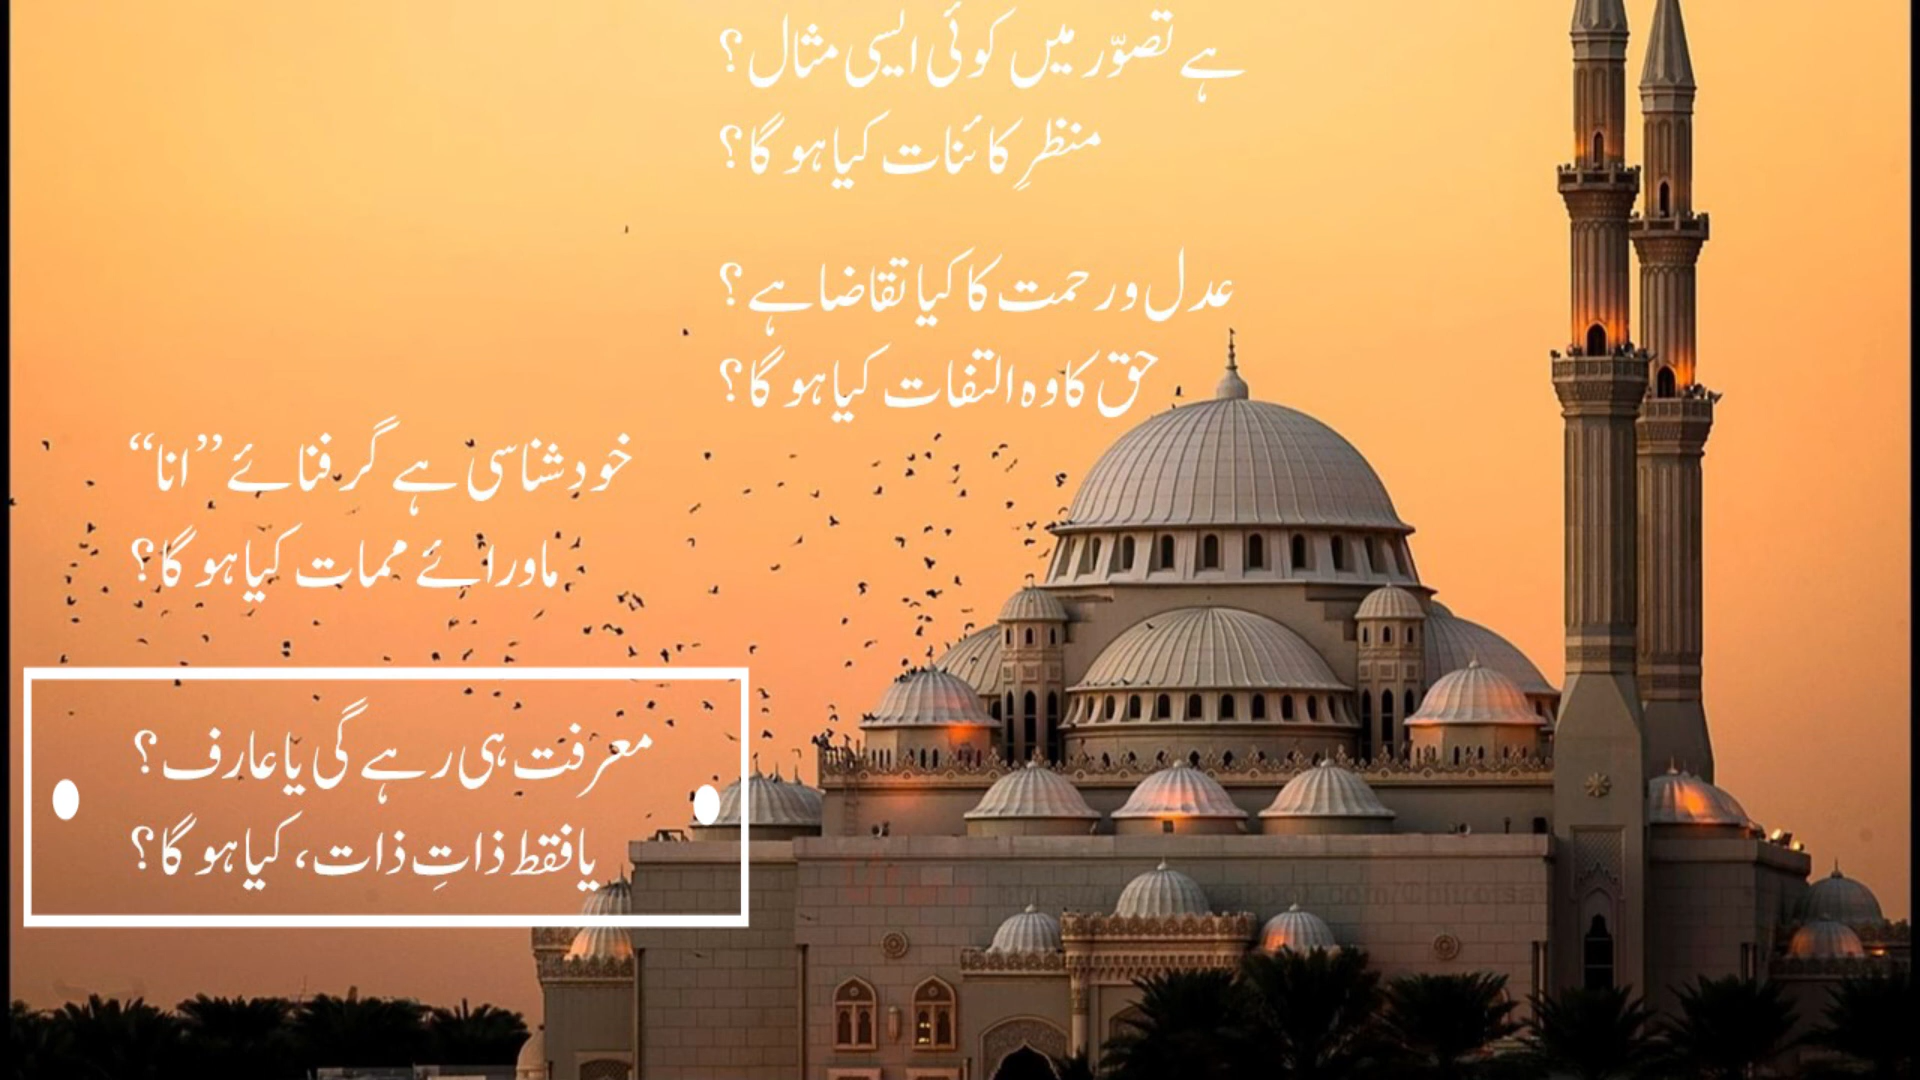 ہے تصوّر میں کوئی ایسی مثال؟
منظرِ کائنات کیا ہو گا؟
عدل و رحمت کا کیا تقاضا ہے؟
حق کا وہ التفات کیا ہو گا؟
خود شناسی ہے گر فنائے ”انا“
ماورائے ممات کیا ہو گا؟
معرفت ہی رہے گی یا عارف؟
یا فقط ذاتِ ذات، کیا ہو گا؟